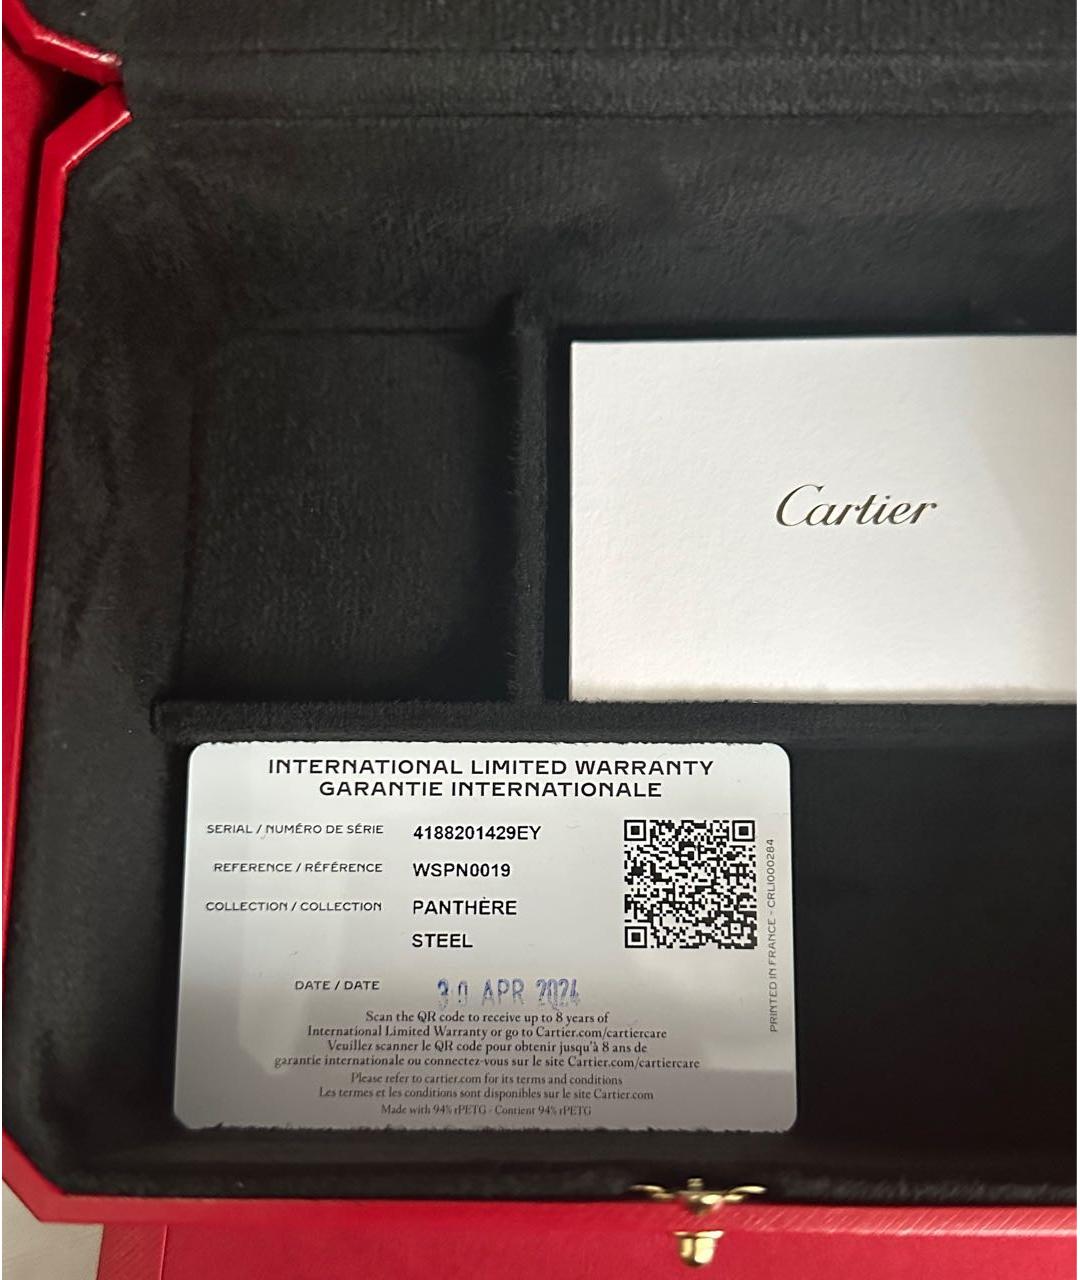 Cartier
INTERNATIONAL LIMITED WARRANTY
GARANTIE INTERNATIONALE
SERIAL / NUMÉRO DE SÉRIE 4188201429EY
REFERENCE / RÉFÉRENCE WSPN0019
COLLECTION / COLLECTION PANTHÈRE
STEEL
DATE / DATE 30 APR 2024
Scan the QR code to receive up to 8 years of
International Limited Warranty or go to Cartier.com/cartiercare
Veuillez scanner le QR code pour obtenir jusqu'à 8 ans de
garantie internationale ou connectez-vous sur le site Cartier.com/cartiercare
Please refer to cartier.com for its terms and conditions
Les termes et les conditions sont disponibles sur le site Cartier.com
Made with 94% rPETG - Contient 94% rPETG
PRINTED IN FRANCE - CRLI000284